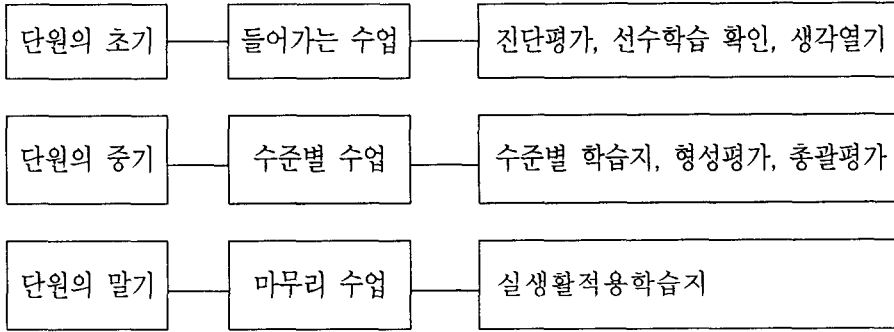 단원의 초기 들어가는 수업 진단평가, 선수학습 확인, 생각열기
단원의 중기 수준별 수업 수준별 학습지, 형성평가, 총괄평가
단원의 말기 마무리 수업 실생활적용학습지